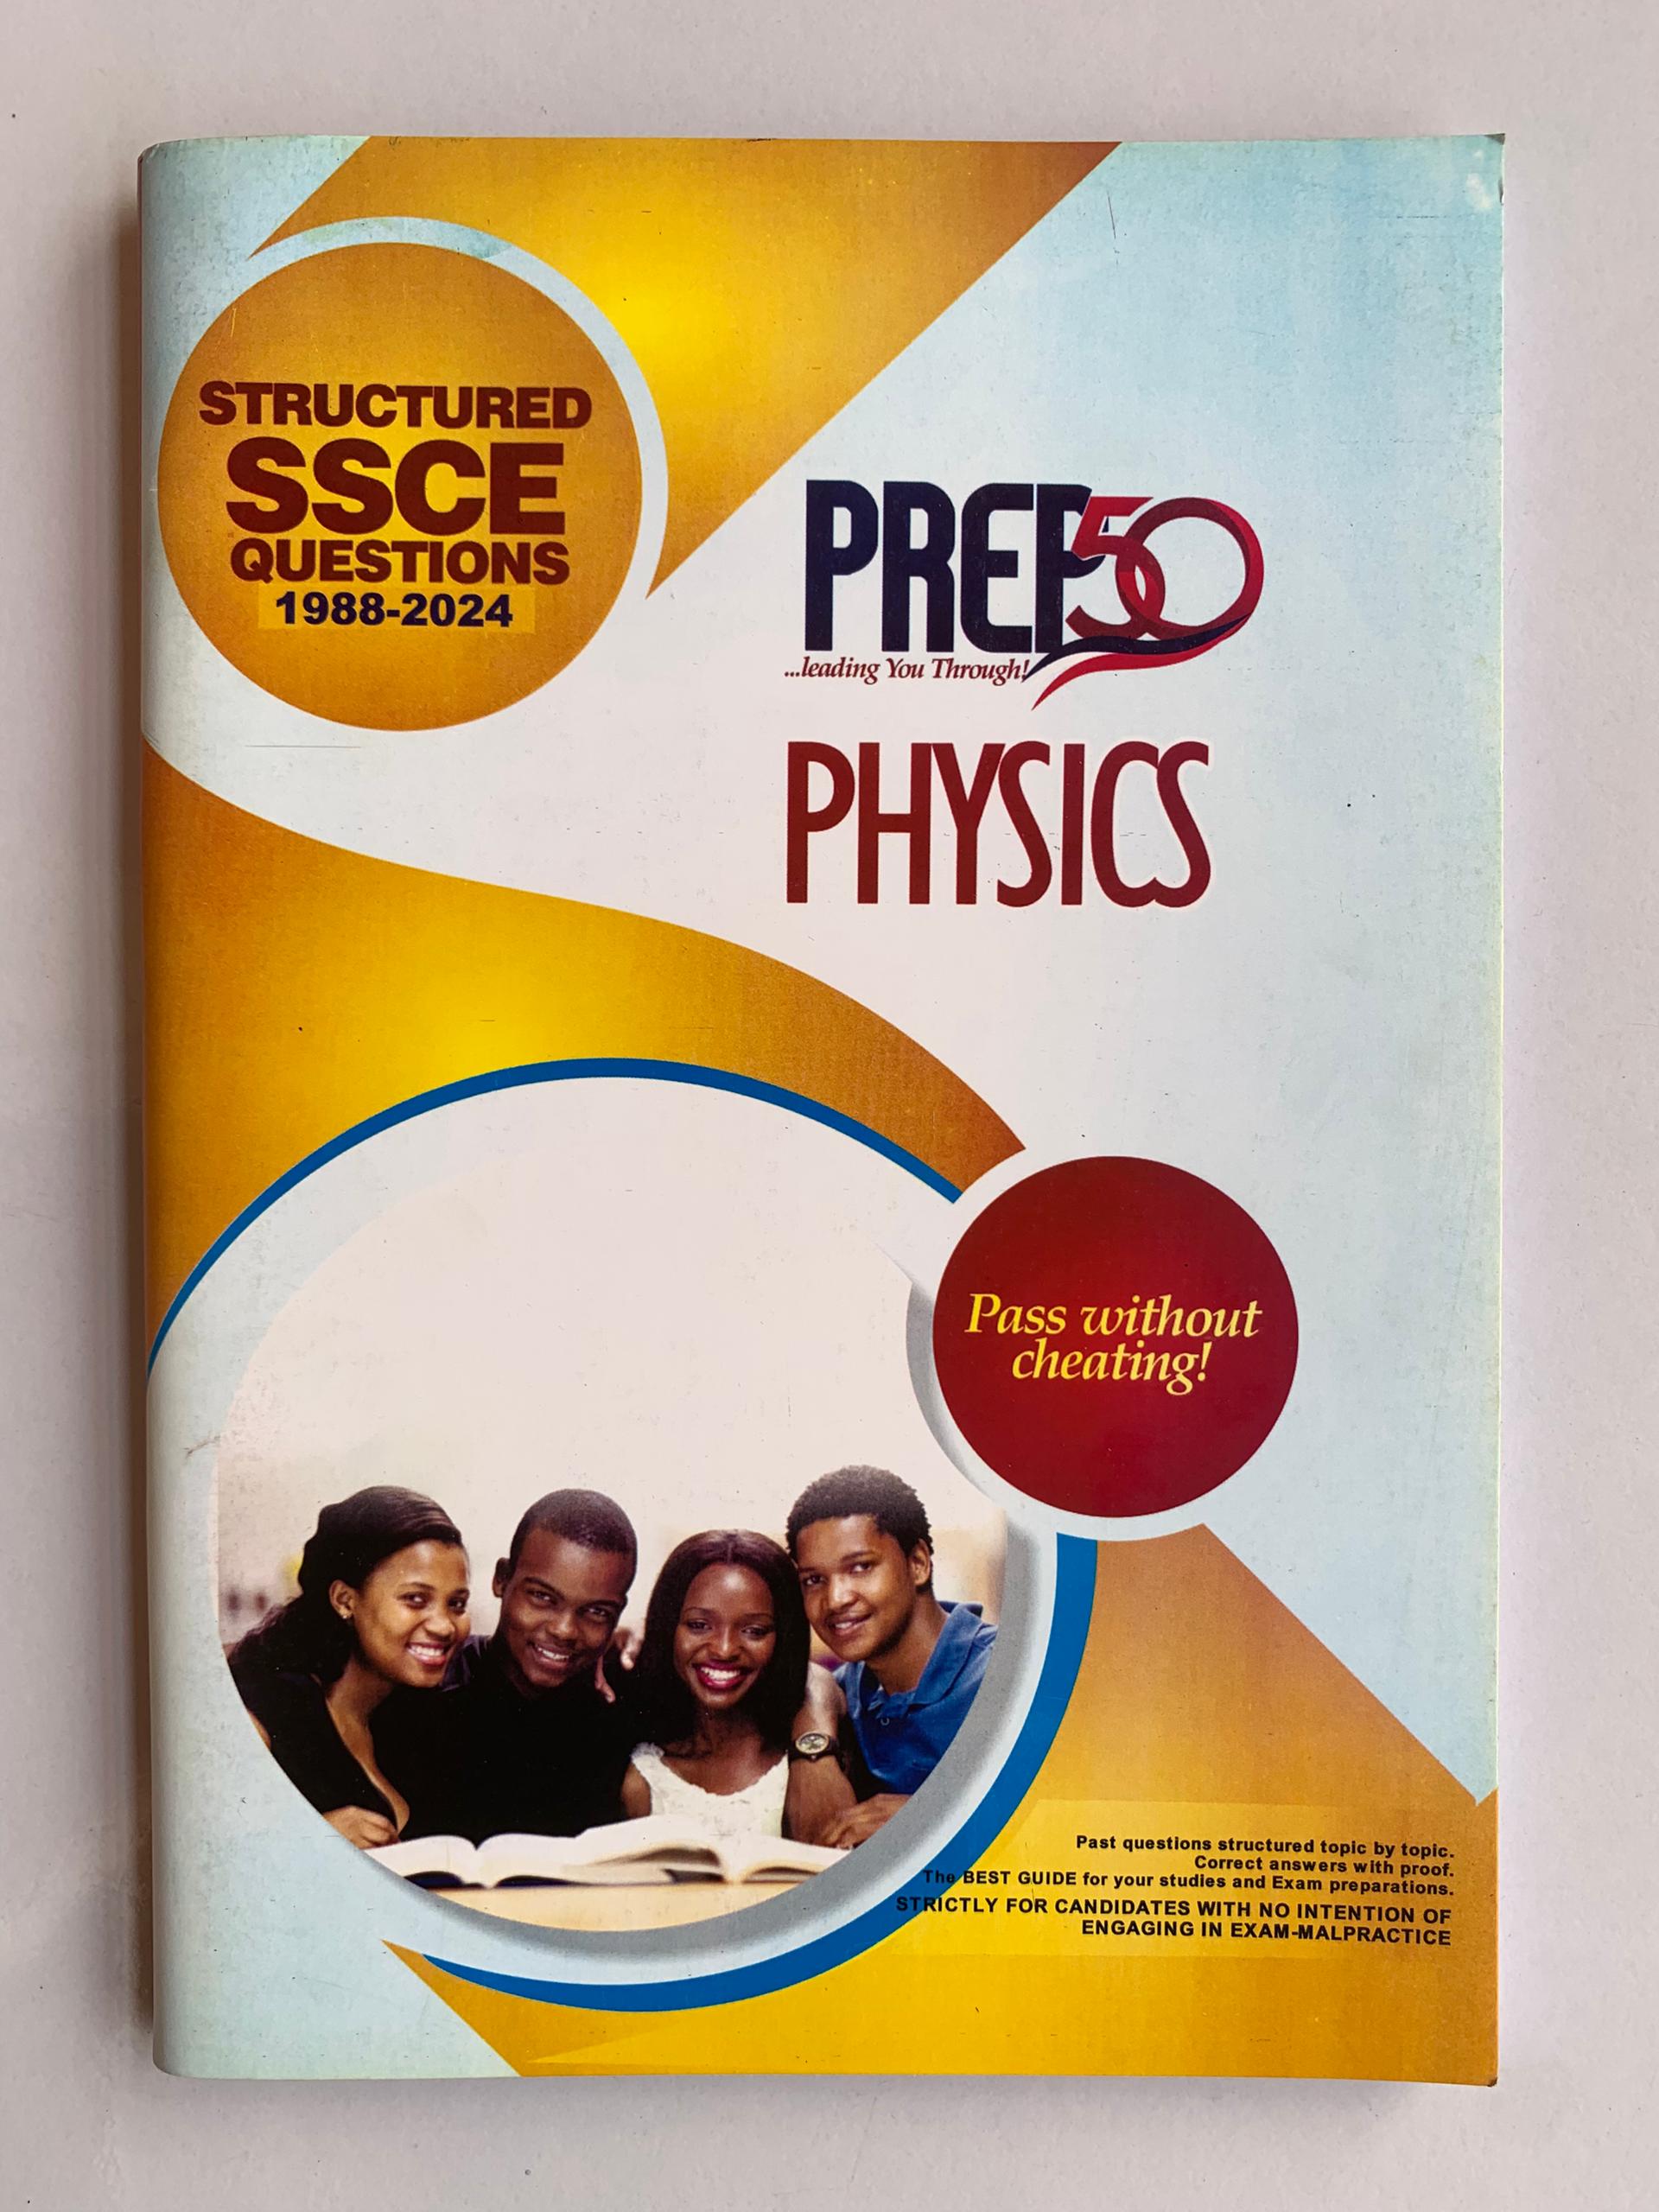 STRUCTURED
SSCE
QUESTIONS
1988-2024
PREP50
...leading You Through!
PHYSICS
Pass without
cheating!
Past questions structured topic by topic.
Correct answers with proof.
The BEST GUIDE for your studies and Exam preparations.
STRICTLY FOR CANDIDATES WITH NO INTENTION OF
ENGAGING IN EXAM-MALPRACTICE